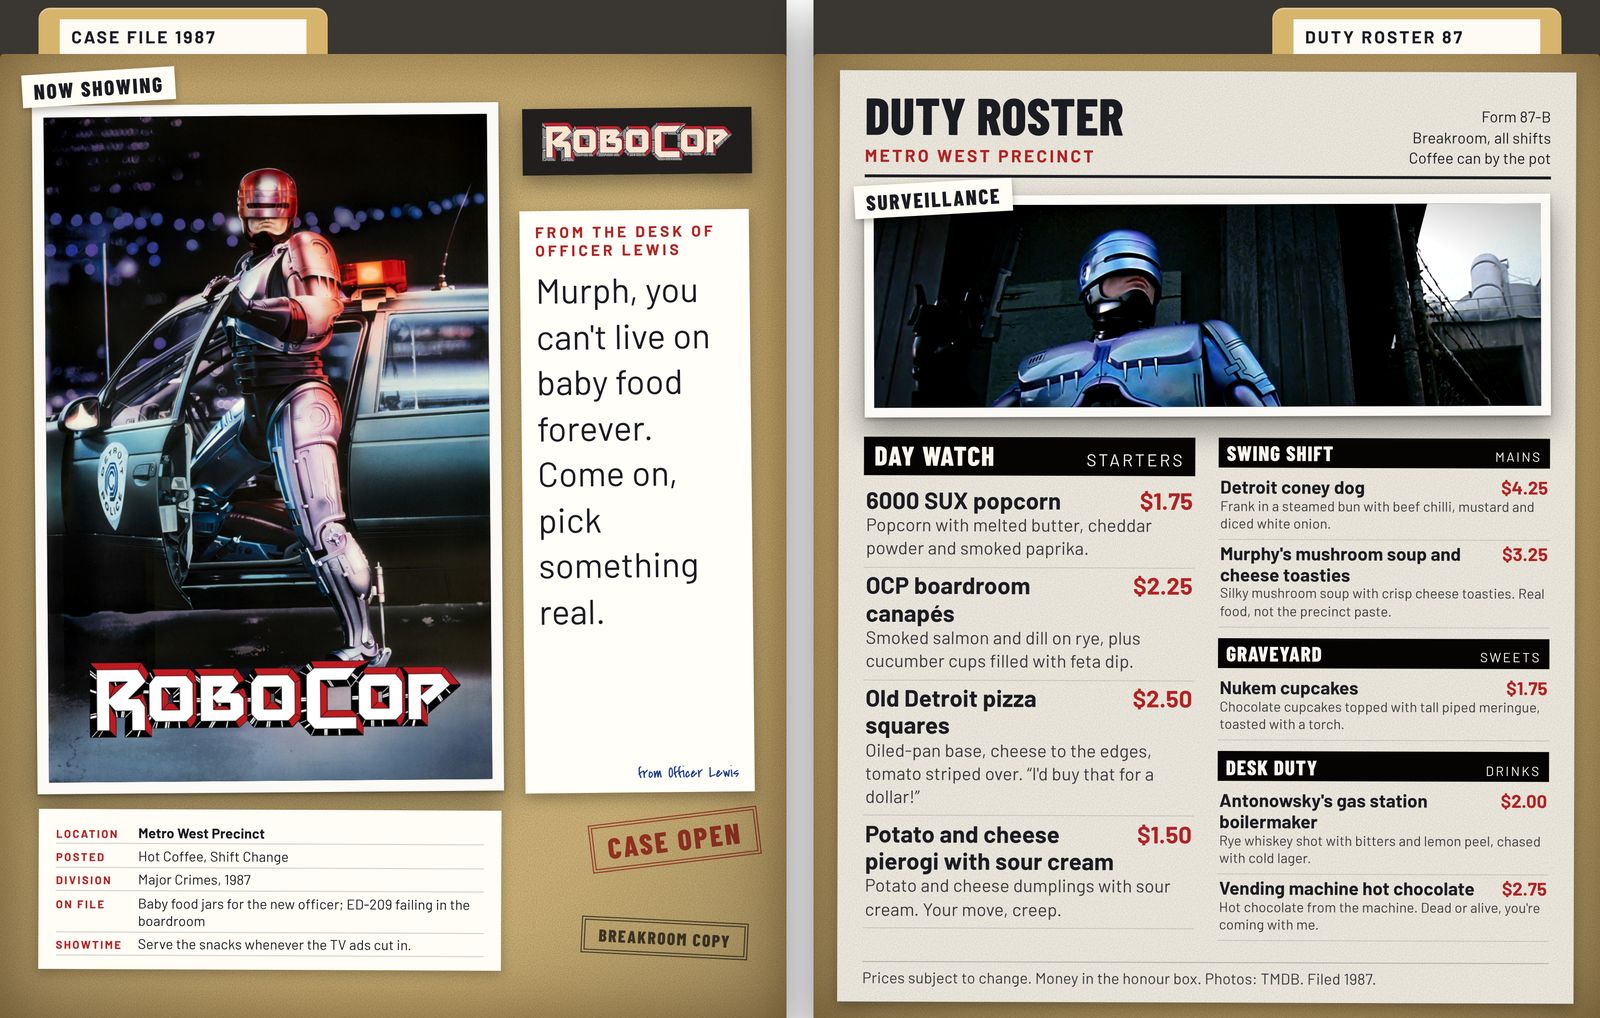 CASE FILE 1987
NOW SHOWING
DETROIT
POLICE
ROBOCOP
ROBOCOP
FROM THE DESK OF
OFFICER LEWIS
Murph, you
can't live on
baby food
forever.
Come on,
pick
something
real.
from Officer Lewis
LOCATION Metro West Precinct
POSTED Hot Coffee, Shift Change
DIVISION Major Crimes, 1987
ON FILE Baby food jars for the new officer; ED-209 failing in the
boardroom
SHOWTIME Serve the snacks whenever the TV ads cut in.
CASE OPEN
BREAKROOM COPY
DUTY ROSTER 87
DUTY ROSTER
METRO WEST PRECINCT
Form 87-B
Breakroom, all shifts
Coffee can by the pot
SURVEILLANCE
DAY WATCH STARTERS
6000 SUX popcorn $1.75
Popcorn with melted butter, cheddar
powder and smoked paprika.
OCP boardroom $2.25
canapés
Smoked salmon and dill on rye, plus
cucumber cups filled with feta dip.
Old Detroit pizza $2.50
squares
Oiled-pan base, cheese to the edges,
tomato striped over. “I'd buy that for a
dollar!”
Potato and cheese $1.50
pierogi with sour cream
Potato and cheese dumplings with sour
cream. Your move, creep.
SWING SHIFT MAINS
Detroit coney dog $4.25
Frank in a steamed bun with beef chilli, mustard and
diced white onion.
Murphy's mushroom soup and $3.25
cheese toasties
Silky mushroom soup with crisp cheese toasties. Real
food, not the precinct paste.
GRAVEYARD SWEETS
Nukem cupcakes $1.75
Chocolate cupcakes topped with tall piped meringue,
toasted with a torch.
DESK DUTY DRINKS
Antonowsky's gas station $2.00
boilermaker
Rye whiskey shot with bitters and lemon peel, chased
with cold lager.
Vending machine hot chocolate $2.75
Hot chocolate from the machine. Dead or alive, you're
coming with me.
Prices subject to change. Money in the honour box. Photos: TMDB. Filed 1987.